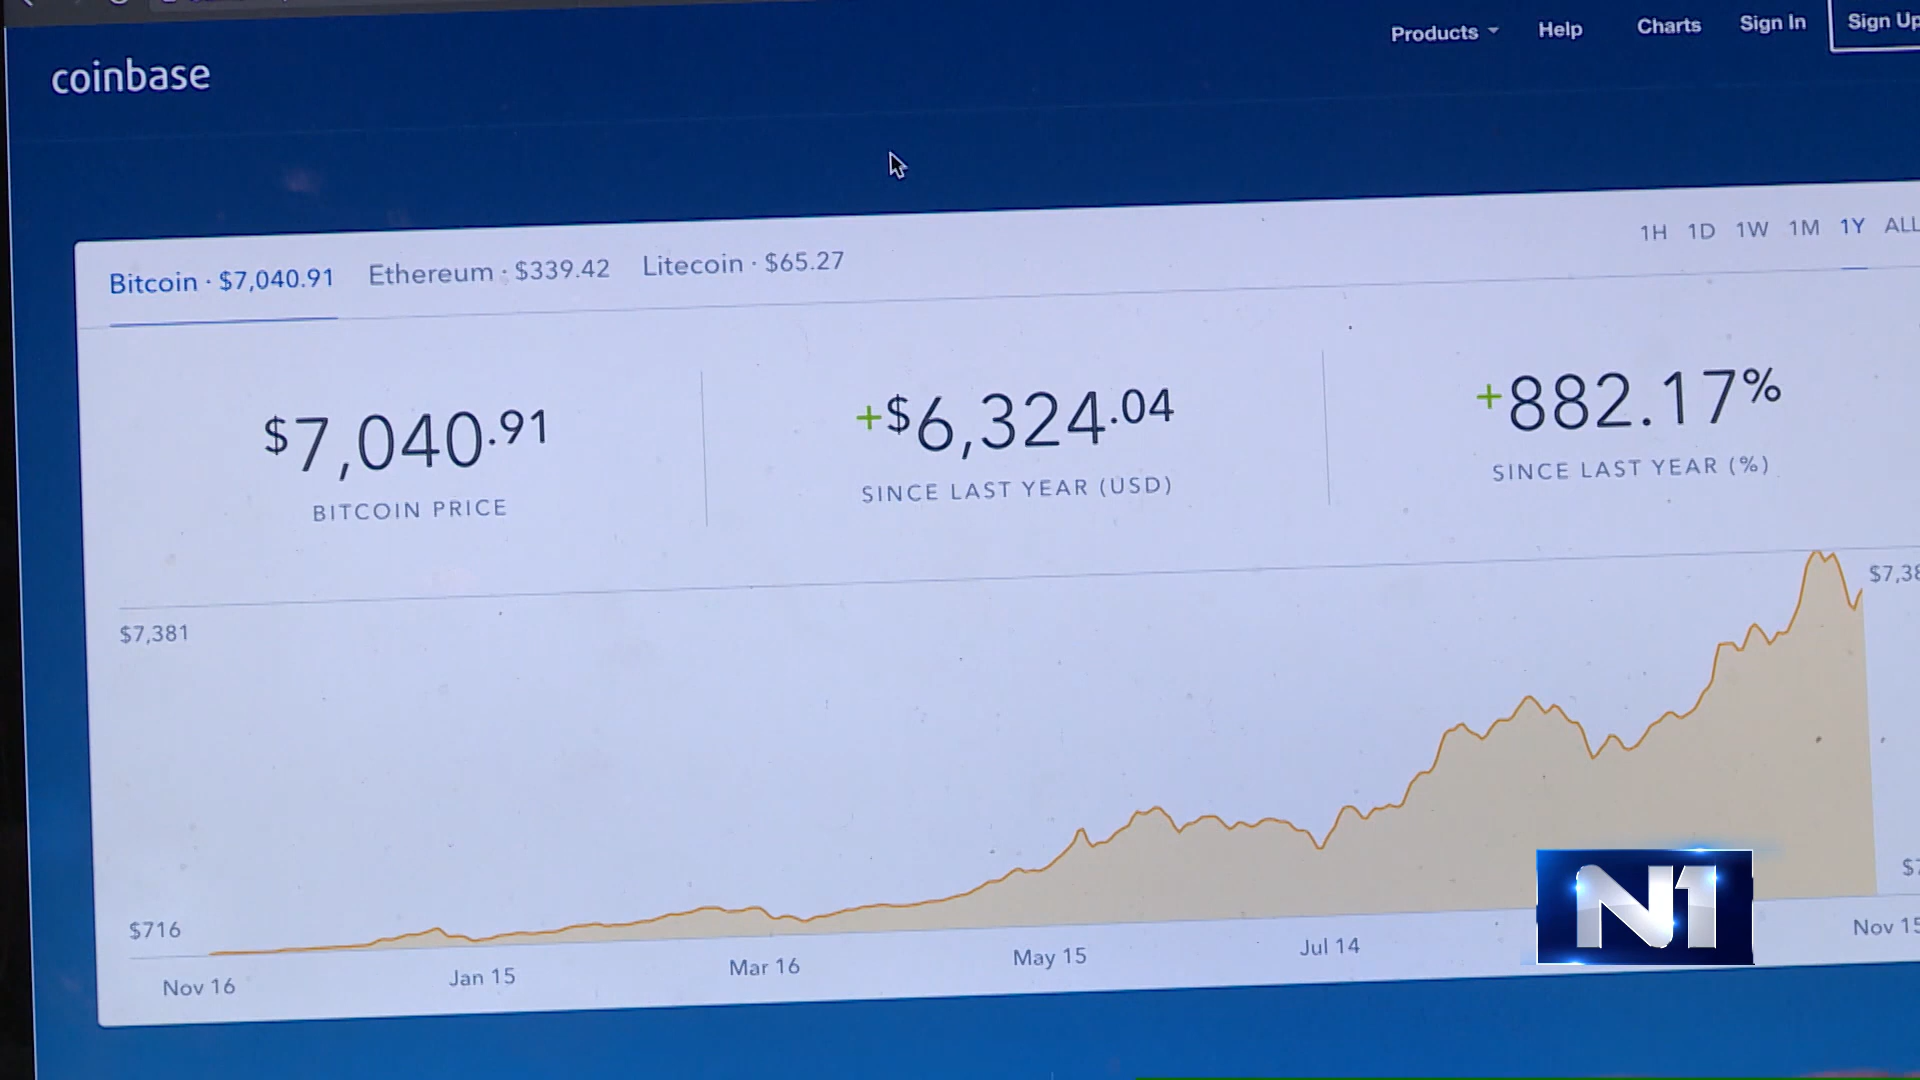 Products Help Charts Sign In Sign Up
coinbase
Bitcoin · $7,040.91 Ethereum · $339.42 Litecoin · $65.27
1H 1D 1W 1M 1Y ALL
$7,040.91
BITCOIN PRICE
+$6,324.04
SINCE LAST YEAR (USD)
+882.17%
SINCE LAST YEAR (%)
$7,381
$7,38
$716
$7
Nov 16 Jan 15 Mar 16 May 15 Jul 14 Nov 15
N1